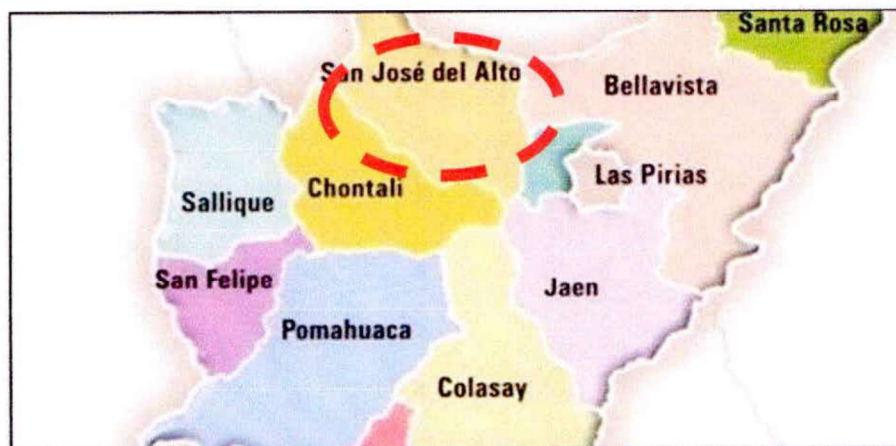 Santa Rosa
San José del Alto
Bellavista
Las Pirias
Chontali
Sallique
San Felipe
Jaen
Pomahuaca
Colasay